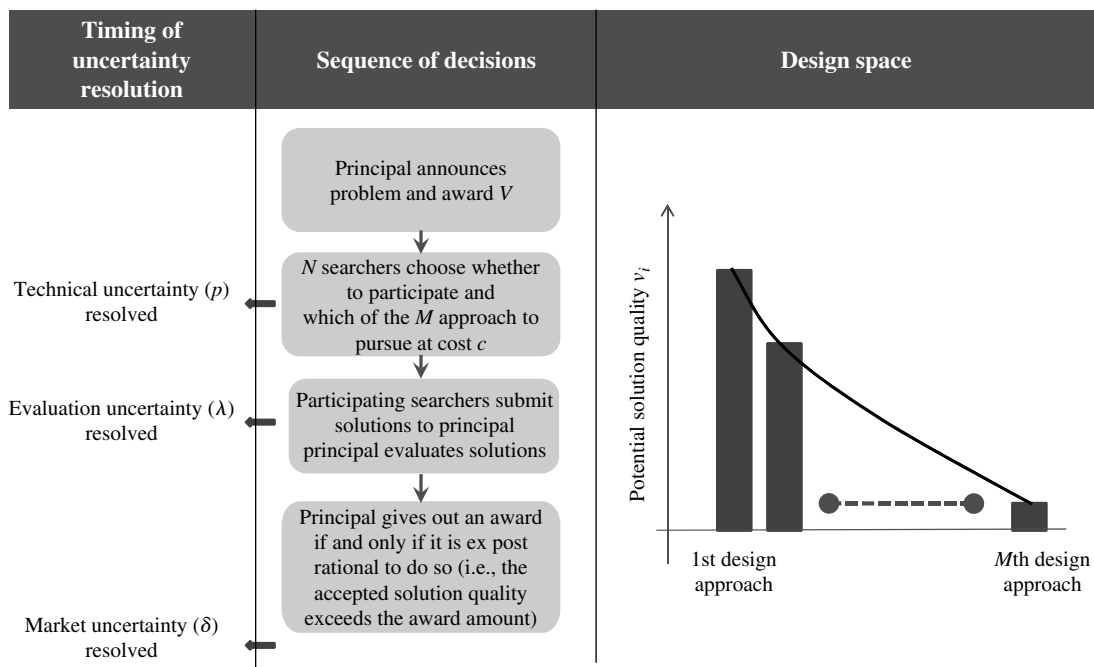 Timing of
uncertainty
resolution
Sequence of decisions
Design space
Principal announces
problem and award V
N searchers choose whether
to participate and
which of the M approach to
pursue at cost c
Technical uncertainty (p)
resolved
Participating searchers submit
solutions to principal
principal evaluates solutions
Evaluation uncertainty (λ)
resolved
Principal gives out an award
if and only if it is ex post
rational to do so (i.e., the
accepted solution quality
exceeds the award amount)
Market uncertainty (δ)
resolved
Potential solution quality vᵢ
1st design
approach
Mth design
approach